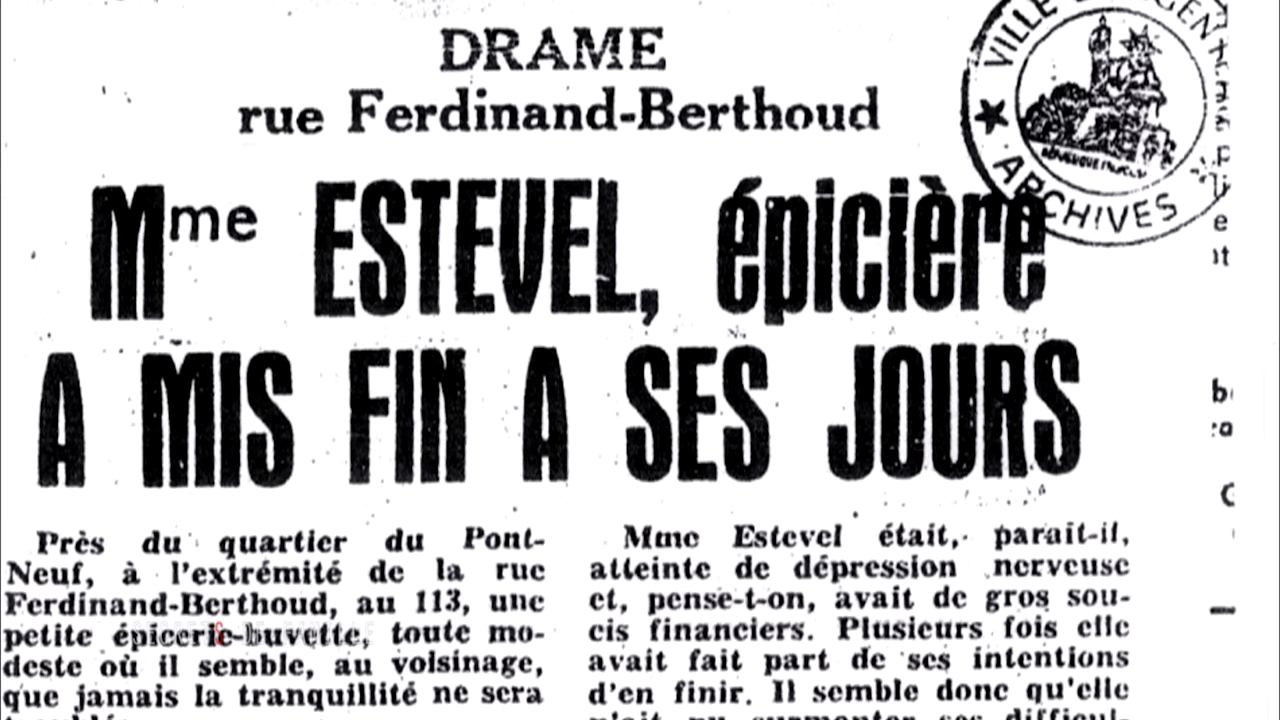 DRAME
rue Ferdinand-Berthoud
Mme ESTEVEL, épicière
A MIS FIN A SES JOURS
Près du quartier du Pont-
Neuf, à l'extrémité de la rue
Ferdinand-Berthoud, au 113, une
petite épicerie-buvette, toute mo-
deste où il semble, au voisinage,
que jamais la tranquillité ne sera
Mme Estevel était, parait-il,
atteinte de dépression nerveuse
et, pense-t-on, avait de gros sou-
cis financiers. Plusieurs fois elle
avait fait part de ses intentions
d'en finir. Il semble donc qu'elle
VILLE
ARCHIVES